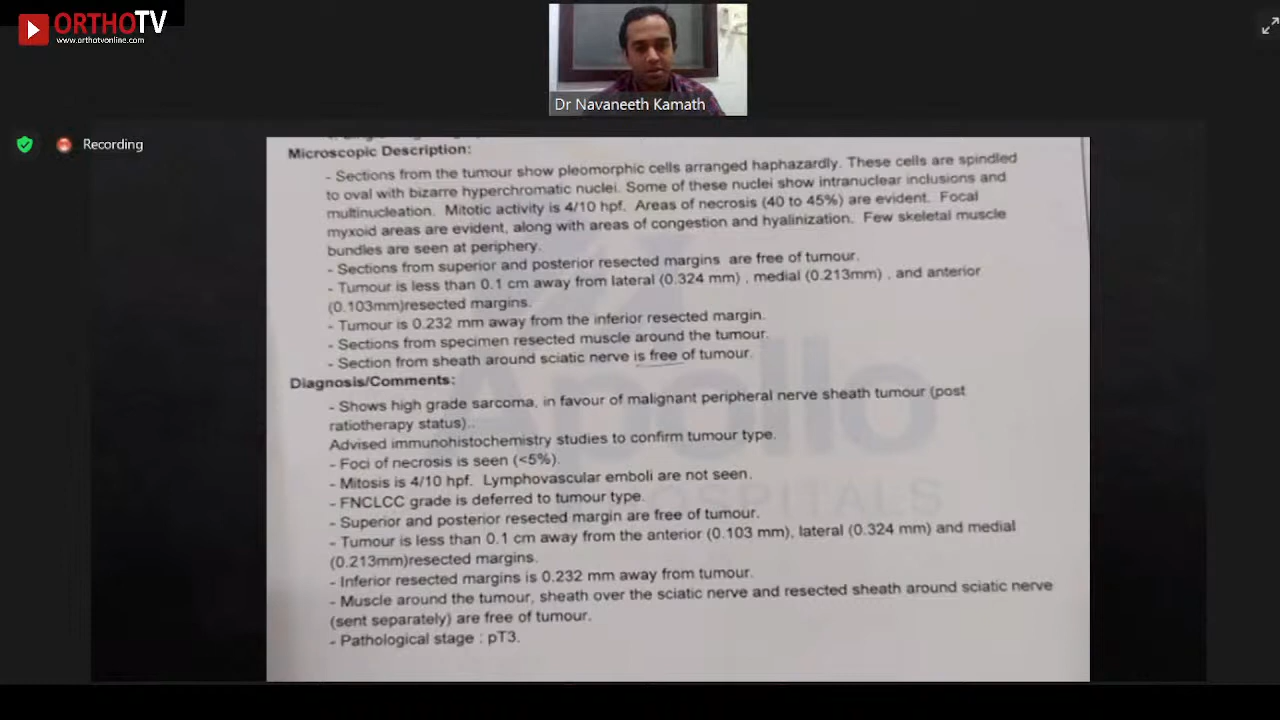 ORTHOTV
www.orthotvonline.com
Dr Navaneeth Kamath
Recording
Microscopic Description:
- Sections from the tumour show pleomorphic cells arranged haphazardly. These cells are spindled
to oval with bizarre hyperchromatic nuclei. Some of these nuclei show intranuclear inclusions and
multinucleation. Mitotic activity is 4/10 hpf. Areas of necrosis (40 to 45%) are evident. Focal
myxoid areas are evident, along with areas of congestion and hyalinization. Few skeletal muscle
bundles are seen at periphery.
- Sections from superior and posterior resected margins are free of tumour.
- Tumour is less than 0.1 cm away from lateral (0.324 mm) , medial (0.213mm) , and anterior
(0.103mm)resected margins.
- Tumour is 0.232 mm away from the inferior resected margin.
- Sections from specimen resected muscle around the tumour.
- Section from sheath around sciatic nerve is free of tumour.
Diagnosis/Comments:
- Shows high grade sarcoma, in favour of malignant peripheral nerve sheath tumour (post
ratiotherapy status)..
Advised immunohistochemistry studies to confirm tumour type.
- Foci of necrosis is seen (<5%).
- Mitosis is 4/10 hpf. Lymphovascular emboli are not seen.
- FNCLCC grade is deferred to tumour type.
- Superior and posterior resected margin are free of tumour.
- Tumour is less than 0.1 cm away from the anterior (0.103 mm), lateral (0.324 mm) and medial
(0.213mm)resected margins.
- Inferior resected margins is 0.232 mm away from tumour.
- Muscle around the tumour, sheath over the sciatic nerve and resected sheath around sciatic nerve
(sent separately) are free of tumour.
- Pathological stage : pT3.
Apollo
HOSPITALS